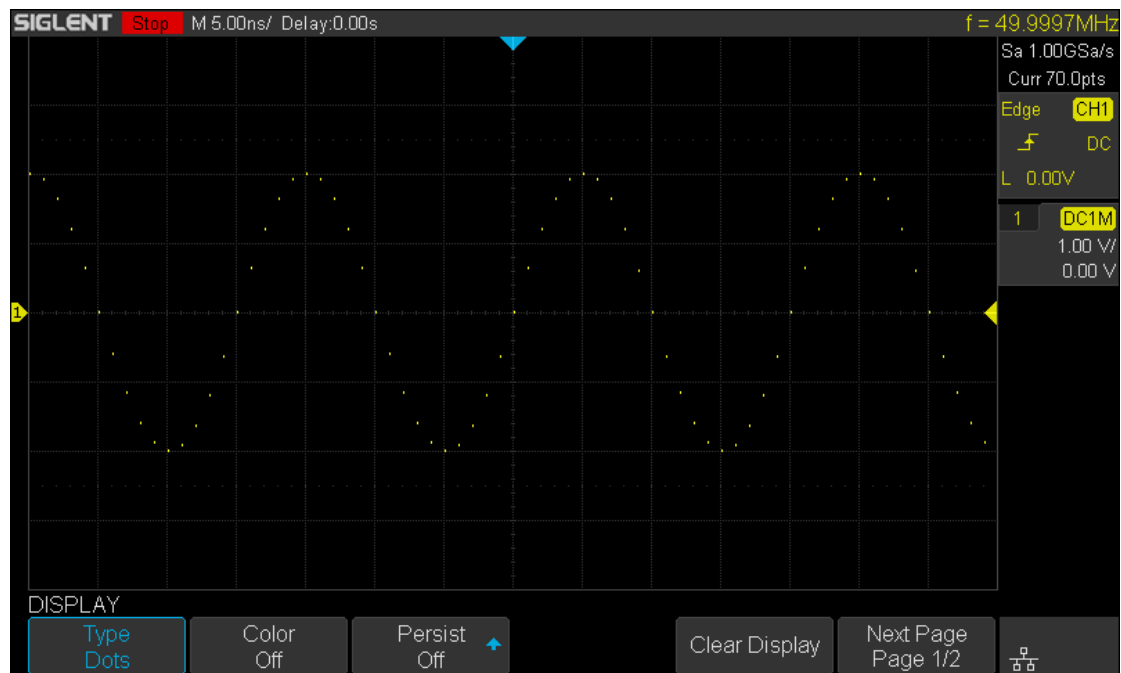 SIGLENT Stop M 5.00ns/ Delay:0.00s f = 49.9997MHz
Sa 1.00GSa/s
Curr 70.0pts
Edge CH1
DC
L 0.00V
1 DC1M
1.00 V/
0.00 V
1
DISPLAY
Type
Dots
Color
Off
Persist
Off
Clear Display
Next Page
Page 1/2